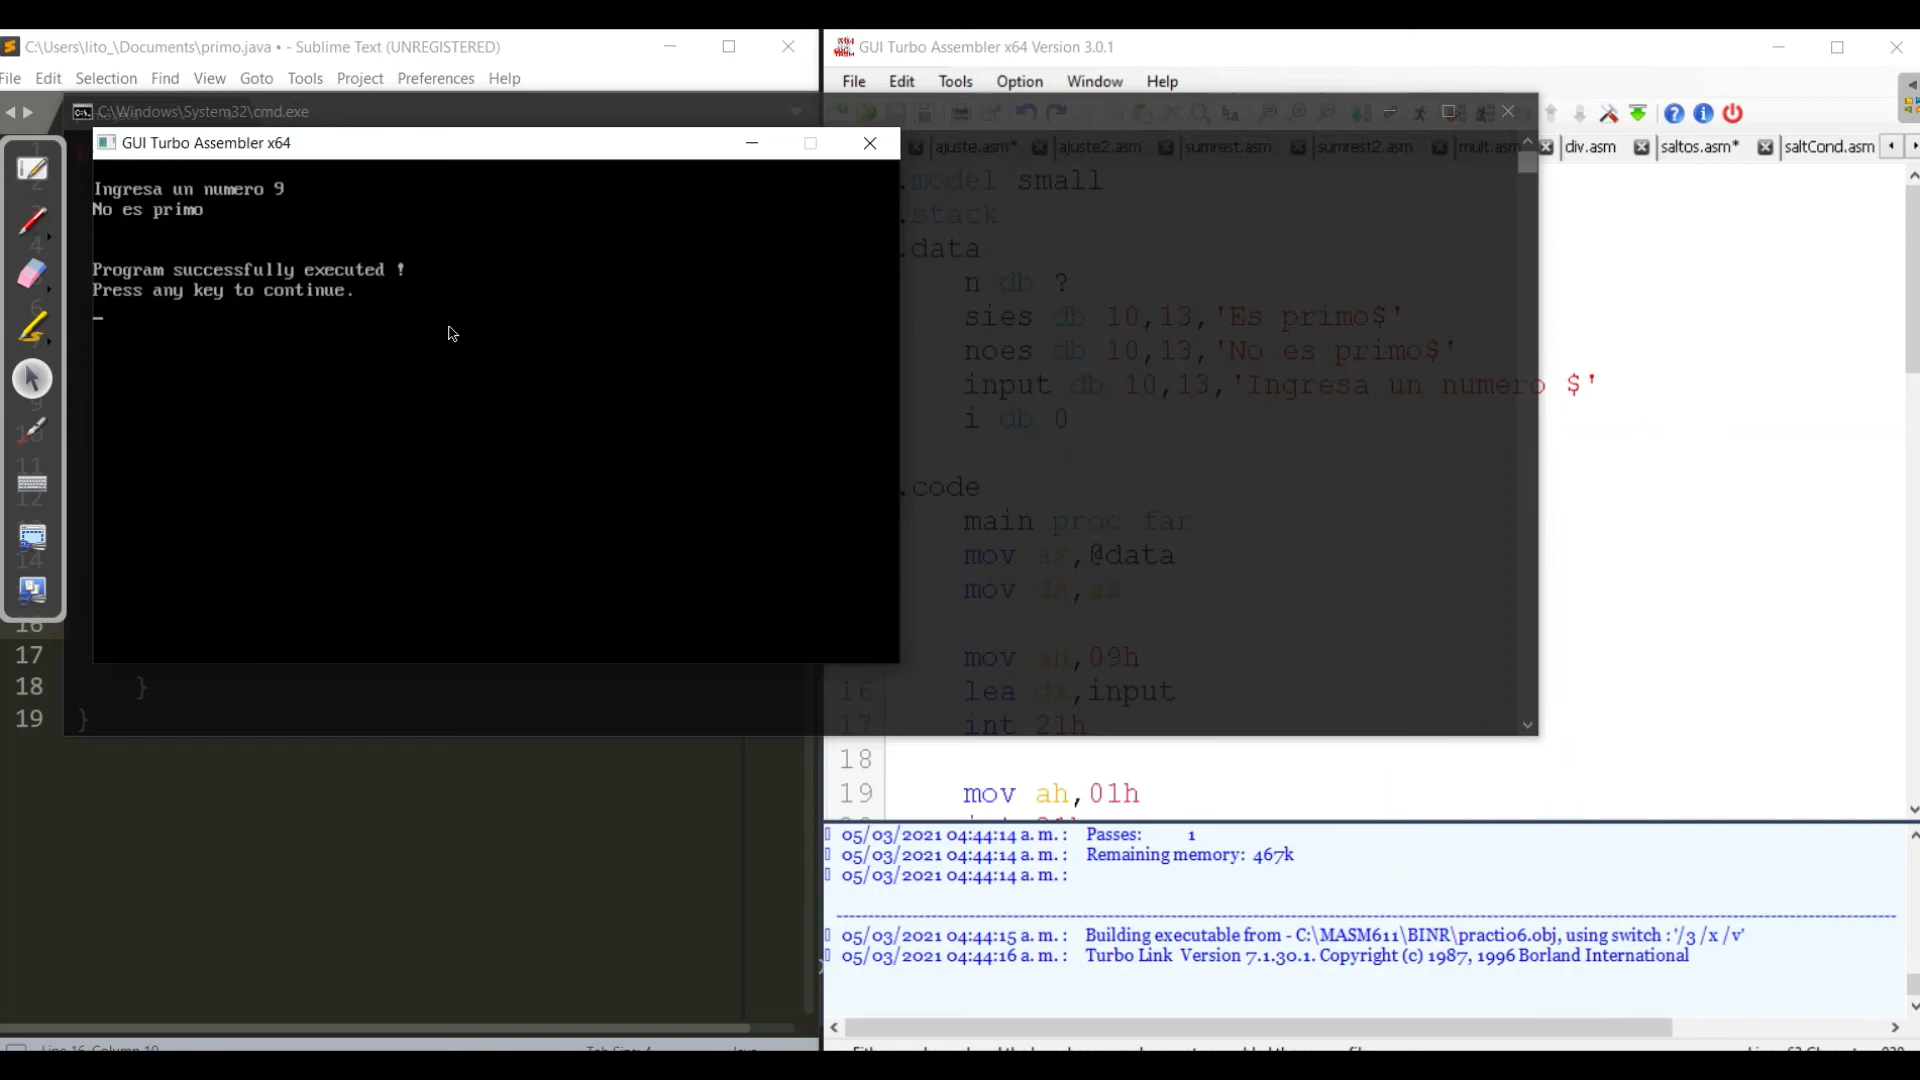 C:\Users\lito_\Documents\primo.java • - Sublime Text (UNREGISTERED)
File Edit Selection Find View Goto Tools Project Preferences Help
C:\Windows\System32\cmd.exe
GUI Turbo Assembler x64
Ingresa un numero 9
No es primo
Program successfully executed !
Press any key to continue.
_
16
17
18 }
19 }
GUI Turbo Assembler x64 Version 3.0.1
File Edit Tools Option Window Help
ajuste.asm* ajuste2.asm sumrest.asm sumrest2.asm mult.asm div.asm saltos.asm* saltCond.asm
.model small
.stack
.data
n db ?
sies db 10,13,'Es primo$'
noes db 10,13,'No es primo$'
input db 10,13,'Ingresa un numero $'
i db 0
.code
main proc far
mov ax,@data
mov ds,ax
mov ah,09h
16 lea dx,input
17 int 21h
18
19 mov ah,01h
05/03/2021 04:44:14 a. m. : Passes: 1
05/03/2021 04:44:14 a. m. : Remaining memory: 467k
05/03/2021 04:44:14 a. m. :
05/03/2021 04:44:15 a. m. : Building executable from - C:\MASM611\BINR\practi06.obj, using switch : '/3 /x /v'
05/03/2021 04:44:16 a. m. : Turbo Link Version 7.1.30.1. Copyright (c) 1987, 1996 Borland International